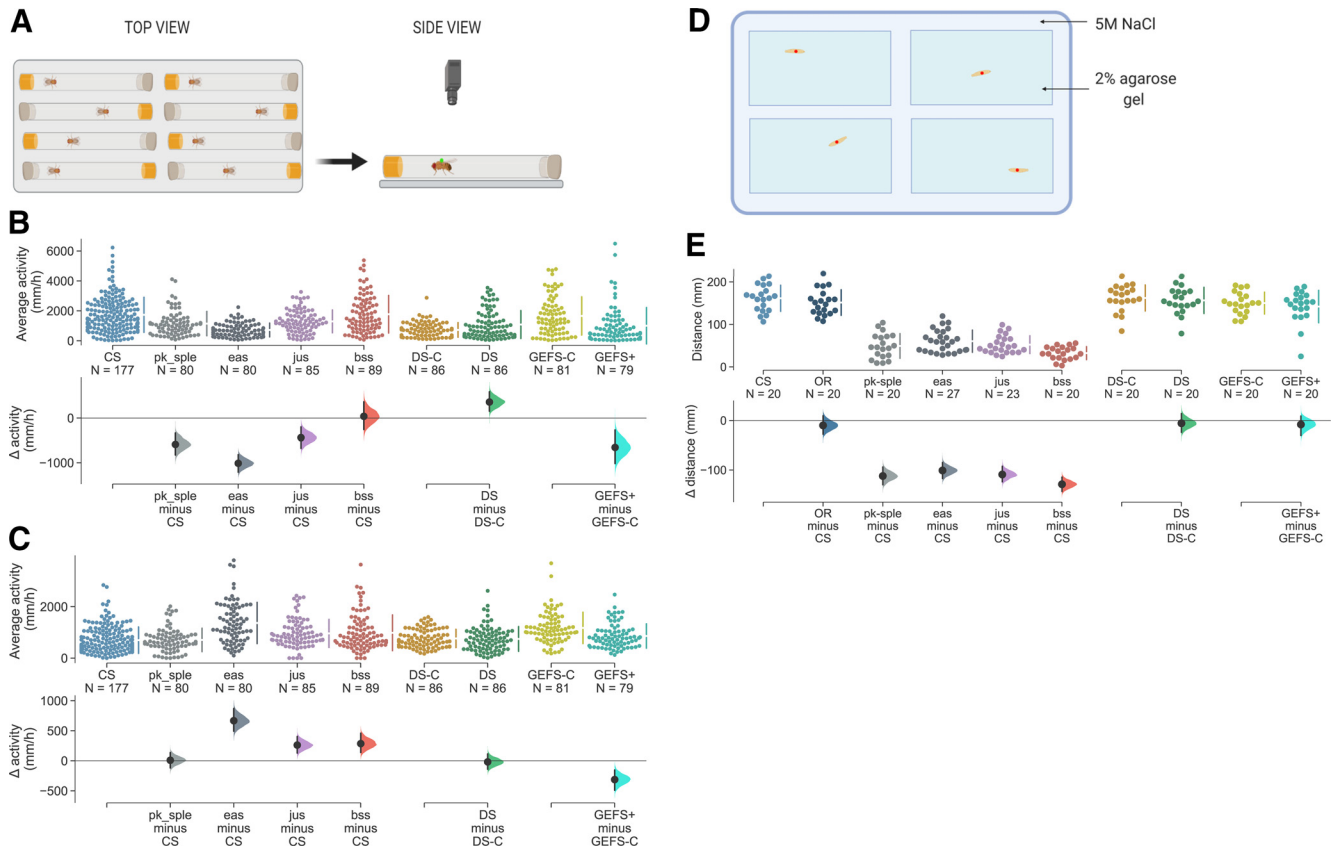 A
TOP VIEW
SIDE VIEW
D
5M NaCl
2% agarose
gel
B
Average activity
(mm/h)
6000
4000
2000
0
CS
N = 177
pk_sple
N = 80
eas
N = 80
jus
N = 85
bss
N = 89
DS-C
N = 86
DS
N = 86
GEFS-C
N = 81
GEFS+
N = 79
Δ activity
(mm/h)
0
−1000
pk_sple
minus
CS
eas
minus
CS
jus
minus
CS
bss
minus
CS
DS
minus
DS-C
GEFS+
minus
GEFS-C
C
Average activity
(mm/h)
2000
0
CS
N = 177
pk_sple
N = 80
eas
N = 80
jus
N = 85
bss
N = 89
DS-C
N = 86
DS
N = 86
GEFS-C
N = 81
GEFS+
N = 79
Δ activity
(mm/h)
1000
500
0
−500
pk_sple
minus
CS
eas
minus
CS
jus
minus
CS
bss
minus
CS
DS
minus
DS-C
GEFS+
minus
GEFS-C
E
Distance (mm)
200
100
0
CS
N = 20
OR
N = 20
pk-sple
N = 20
eas
N = 27
jus
N = 23
bss
N = 20
DS-C
N = 20
DS
N = 20
GEFS-C
N = 20
GEFS+
N = 20
Δ distance (mm)
0
−100
OR
minus
CS
pk-sple
minus
CS
eas
minus
CS
jus
minus
CS
bss
minus
CS
DS
minus
DS-C
GEFS+
minus
GEFS-C